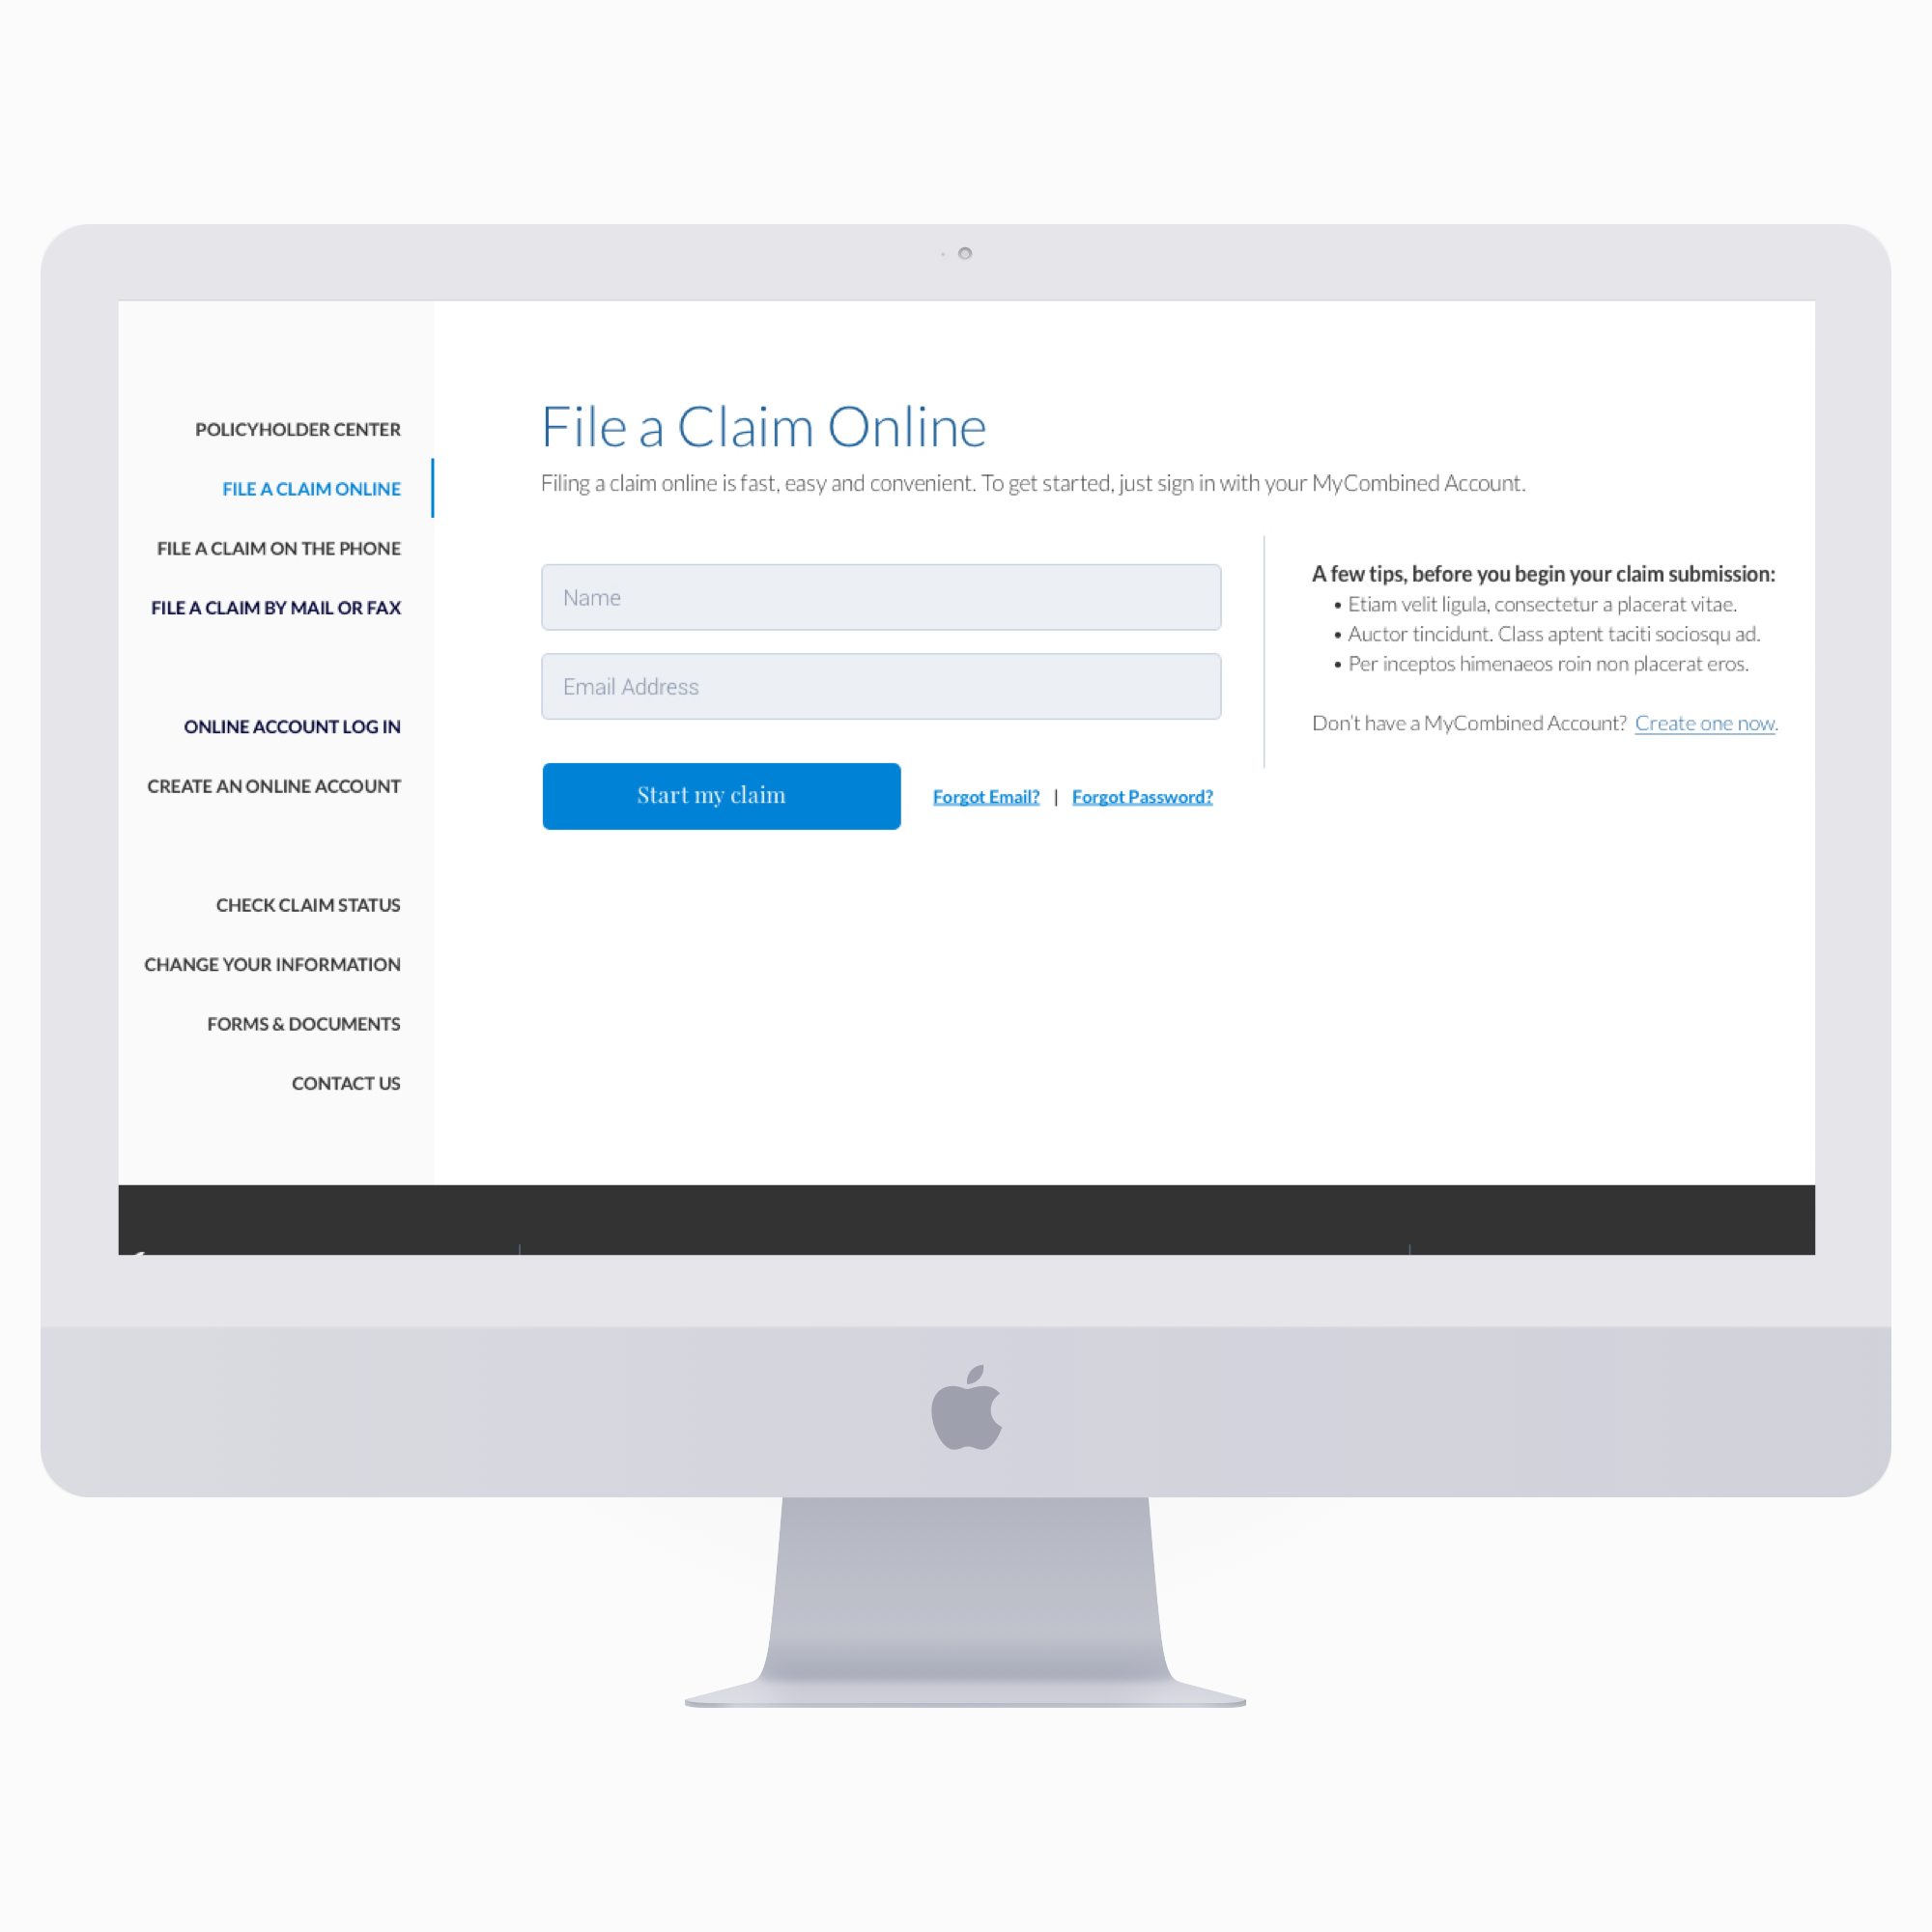 POLICYHOLDER CENTER
FILE A CLAIM ONLINE
FILE A CLAIM ON THE PHONE
FILE A CLAIM BY MAIL OR FAX
ONLINE ACCOUNT LOG IN
CREATE AN ONLINE ACCOUNT
CHECK CLAIM STATUS
CHANGE YOUR INFORMATION
FORMS & DOCUMENTS
CONTACT US
File a Claim Online
Filing a claim online is fast, easy and convenient. To get started, just sign in with your MyCombined Account.
Name
Email Address
Start my claim
Forgot Email? | Forgot Password?
A few tips, before you begin your claim submission:
• Etiam velit ligula, consectetur a placerat vitae.
• Auctor tincidunt. Class aptent taciti sociosqu ad.
• Per inceptos himenaeos roin non placerat eros.
Don't have a MyCombined Account? Create one now.